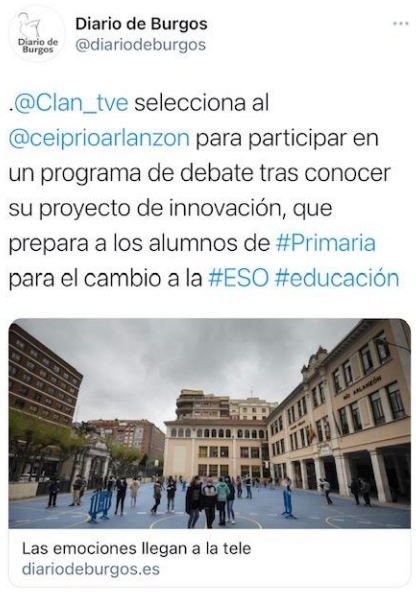 Diario de Burgos
Diario de
Burgos
@diariodeburgos
.@Clan_tve selecciona al
@ceiprioarlanzon para participar en
un programa de debate tras conocer
su proyecto de innovación, que
prepara a los alumnos de #Primaria
para el cambio a la #ESO #educación
RIO ARLANZÓN
Las emociones llegan a la tele
diariodeburgos.es